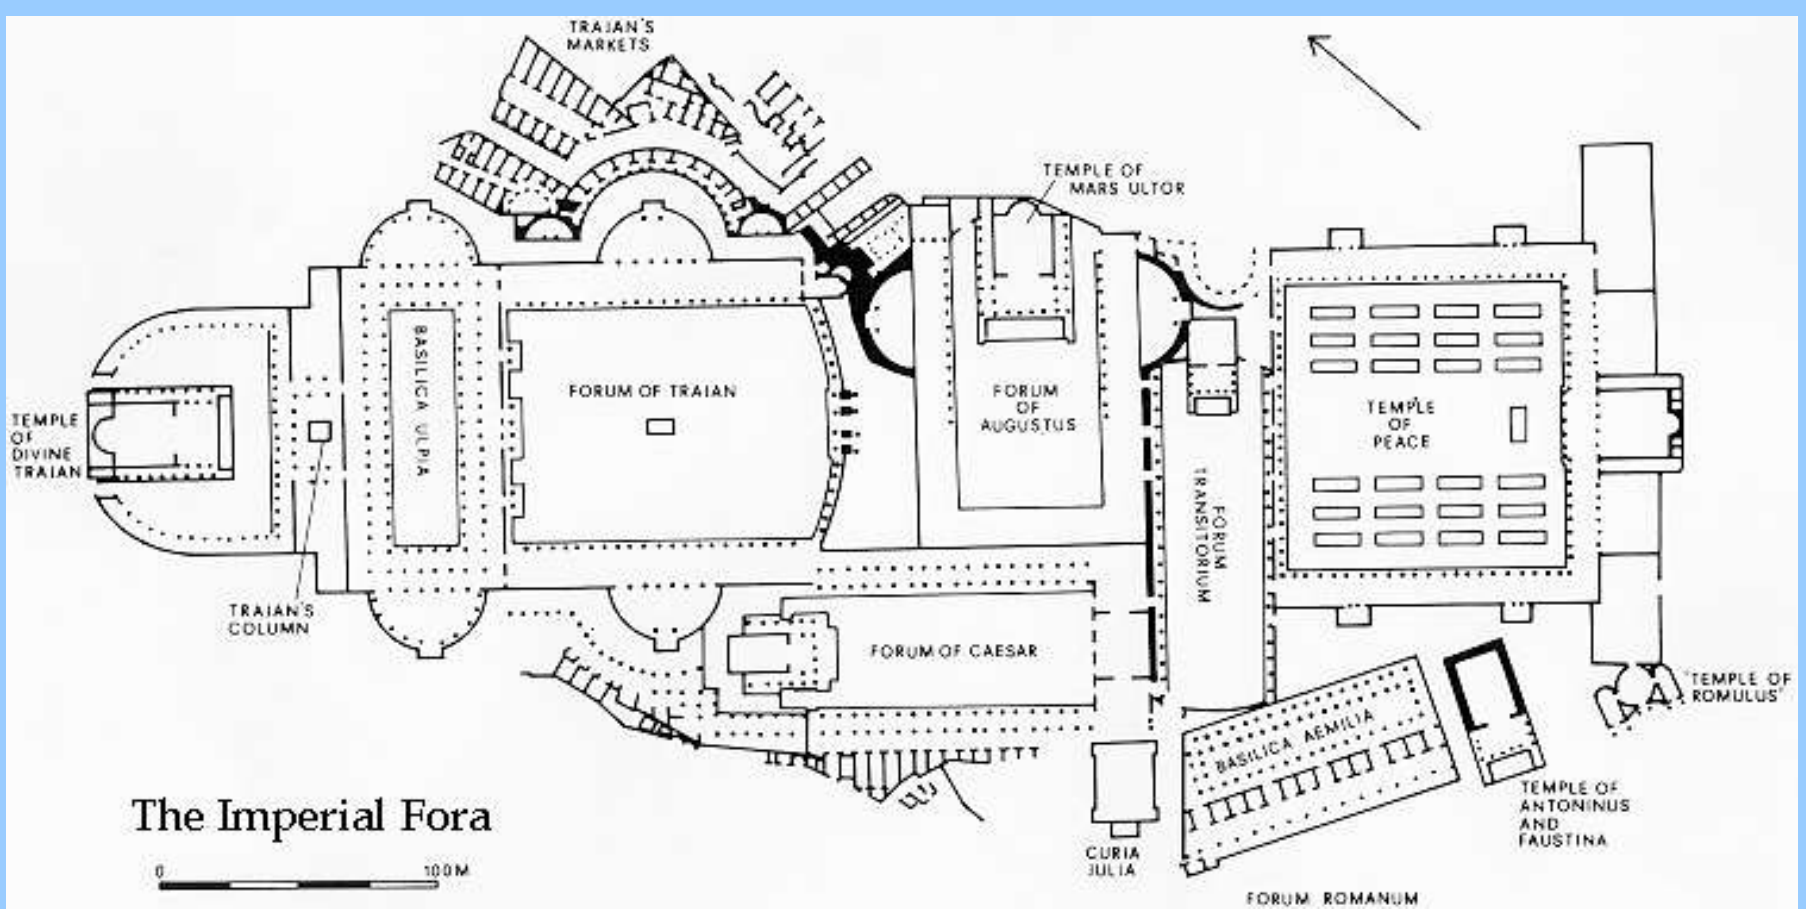 TRAJAN'S
MARKETS
TEMPLE OF
MARS ULTOR
TEMPLE
OF
DIVINE
TRAJAN
BASILICA ULPIA
FORUM OF TRAJAN
FORUM
OF
AUGUSTUS
FORUM
TRANSITORIUM
TEMPLE
OF
PEACE
TRAJAN'S
COLUMN
FORUM OF CAESAR
"TEMPLE OF
ROMULUS"
BASILICA AEMILIA
TEMPLE OF
ANTONINUS
AND
FAUSTINA
CURIA
JULIA
FORUM ROMANUM
The Imperial Fora
0 100 M